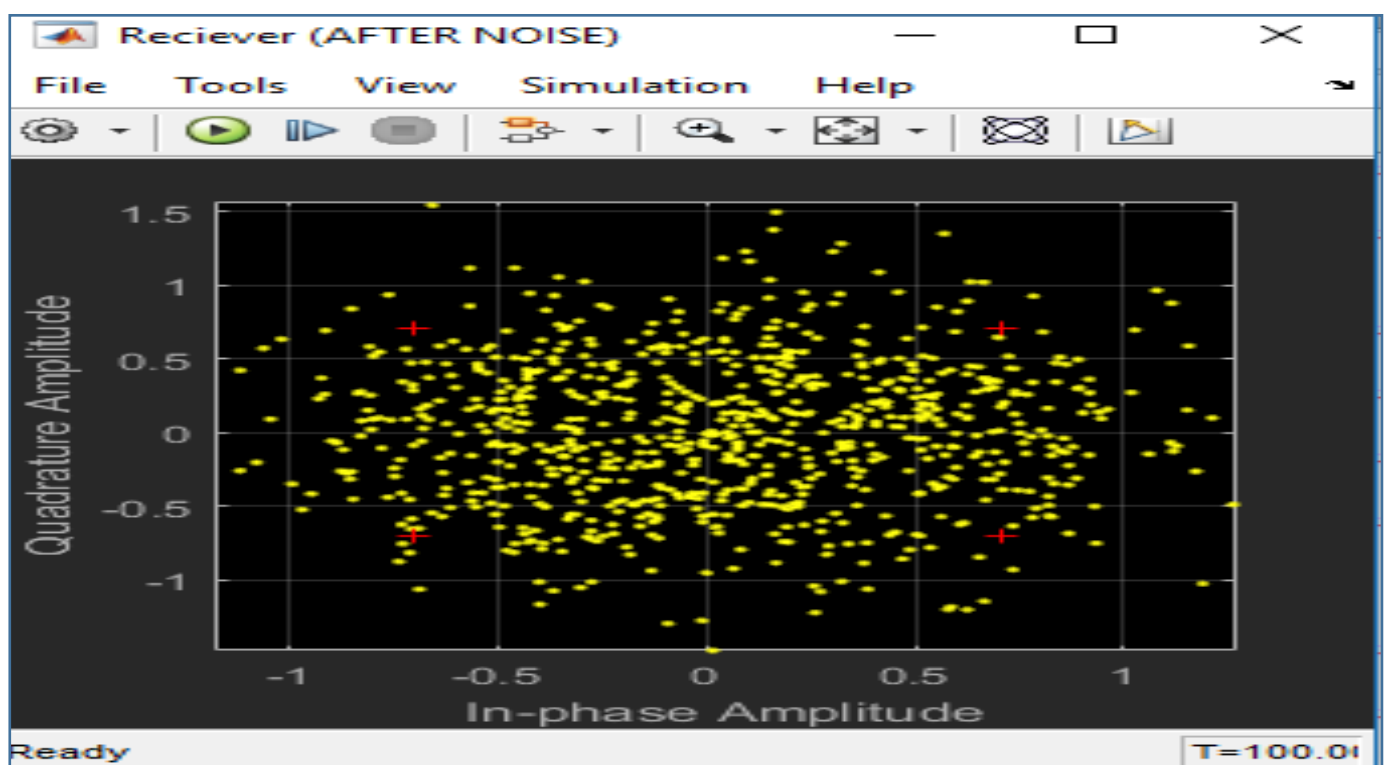 Reciever (AFTER NOISE)
File Tools View Simulation Help
1.5
1
0.5
0
-0.5
-1
Quadrature Amplitude
-1 -0.5 0 0.5 1
In-phase Amplitude
Ready T=100.0